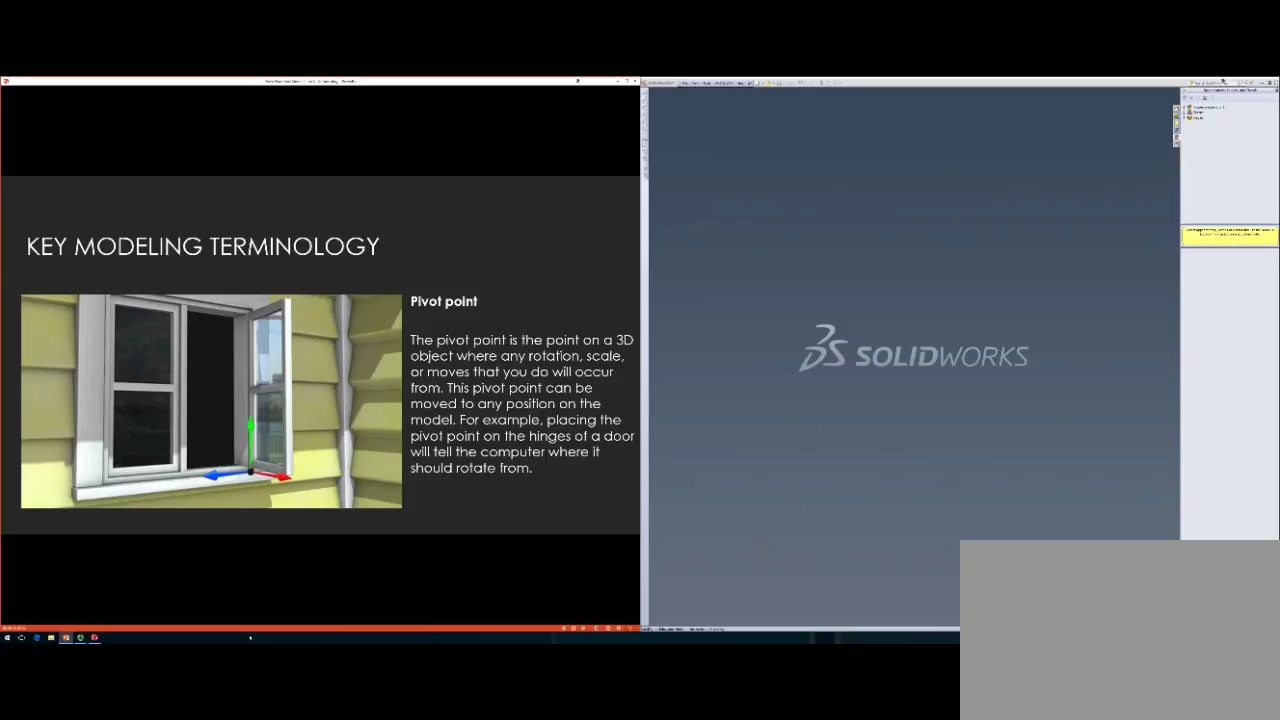 KEY MODELING TERMINOLOGY
Pivot point
The pivot point is the point on a 3D
object where any rotation, scale,
or moves that you do will occur
from. This pivot point can be
moved to any position on the
model. For example, placing the
pivot point on the hinges of a door
will tell the computer where it
should rotate from.
SOLIDWORKS